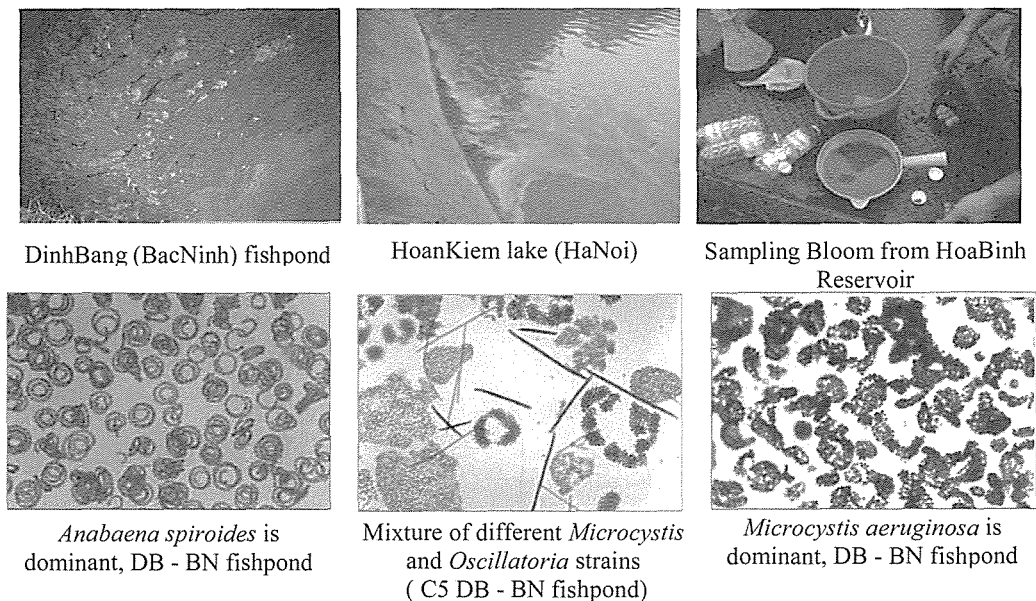 DinhBang (BacNinh) fishpond
HoanKiem lake (HaNoi)
Sampling Bloom from HoaBinh
Reservoir
Anabaena spiroides is
dominant, DB - BN fishpond
Mixture of different Microcystis
and Oscillatoria strains
( C5 DB - BN fishpond)
Microcystis aeruginosa is
dominant, DB - BN fishpond